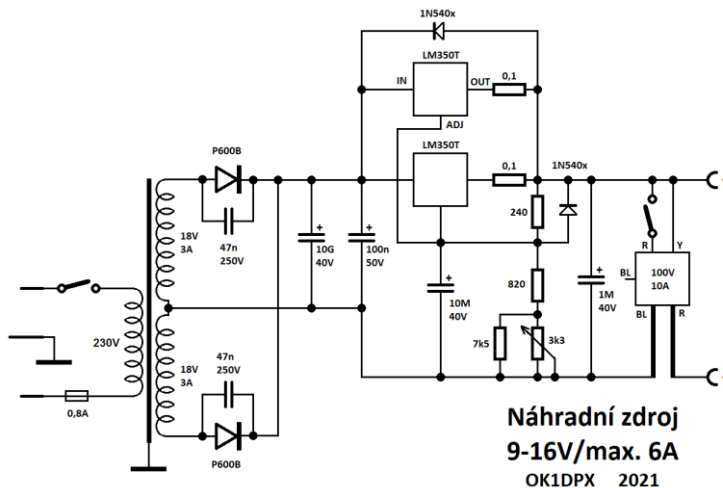 1N540x
LM350T
IN
OUT
0,1
ADJ
P600B
LM350T
0,1
1N540x
47n
250V
18V
3A
+
10G
40V
+
100n
50V
240
R
Y
BL
100V
10A
BL
R
+
10M
40V
820
+
1M
40V
230V
7k5
3k3
18V
3A
47n
250V
0,8A
P600B
Náhradní zdroj
9-16V/max. 6A
OK1DPX 2021